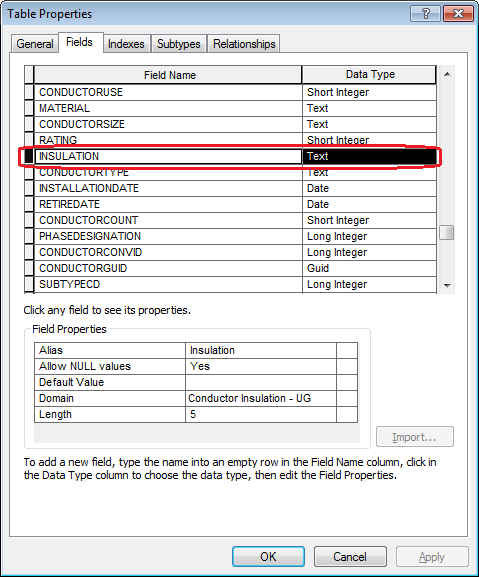 Table Properties
General Fields Indexes Subtypes Relationships
Field Name Data Type
CONDUCTORUSE Short Integer
MATERIAL Text
CONDUCTORSIZE Text
RATING Short Integer
INSULATION Text
CONDUCTORTYPE Text
INSTALLATIONDATE Date
RETIREDATE Date
CONDUCTORCOUNT Short Integer
PHASEDESIGNATION Long Integer
CONDUCTORCONVID Long Integer
CONDUCTORGUID Guid
SUBTYPECD Long Integer
Click any field to see its properties.
Field Properties
Alias Insulation
Allow NULL values Yes
Default Value
Domain Conductor Insulation - UG
Length 5
Import...
To add a new field, type the name into an empty row in the Field Name column, click in
the Data Type column to choose the data type, then edit the Field Properties.
OK Cancel Apply